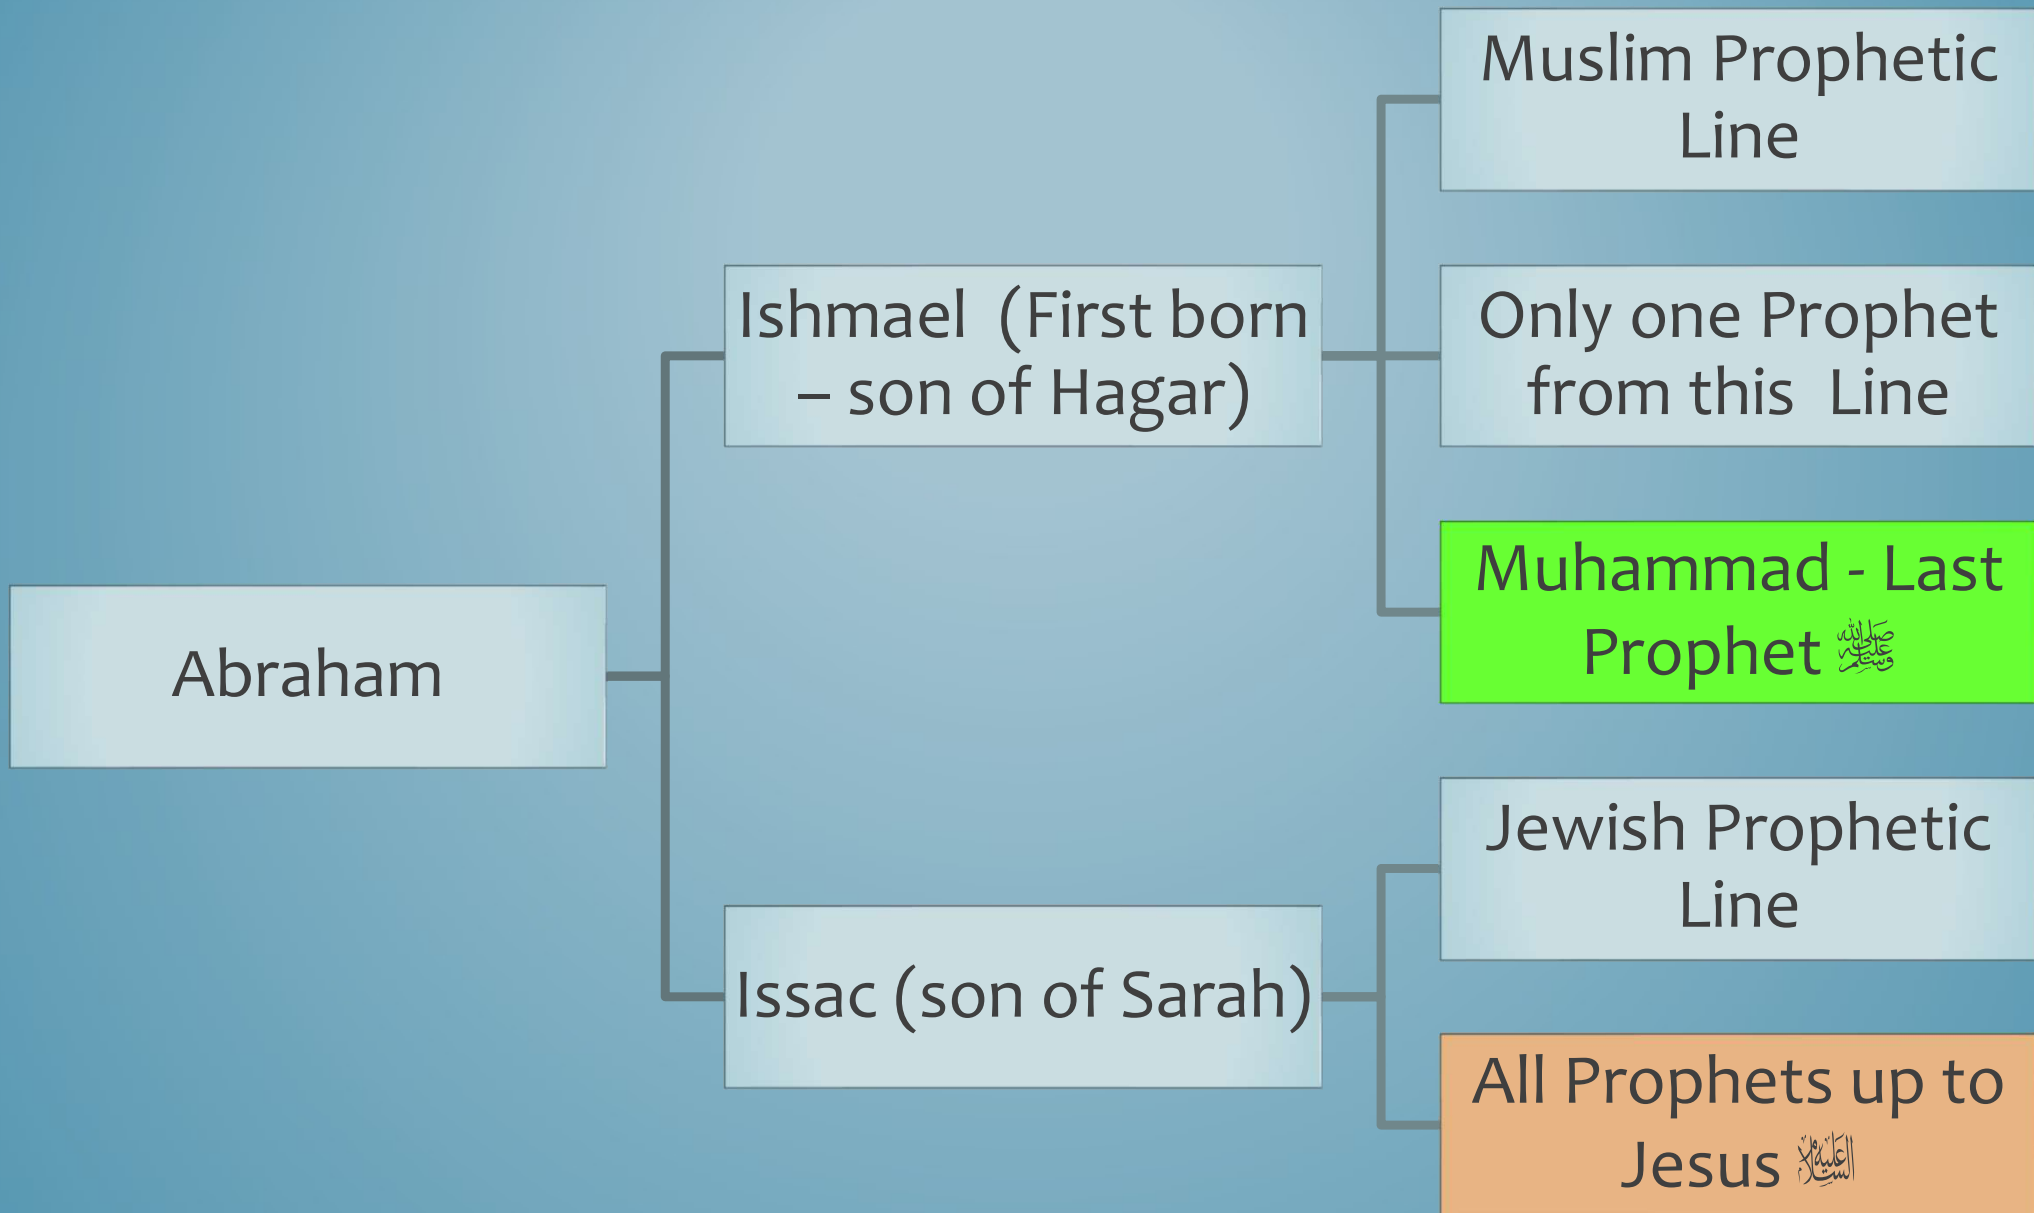 Abraham
Ishmael  (First born
– son of Hagar)
Muslim Prophetic
Line
Only one Prophet
from this  Line
Muhammad - Last
Prophet ﷺ
Issac (son of Sarah)
Jewish Prophetic
Line
All Prophets up to
Jesus عليه السلام